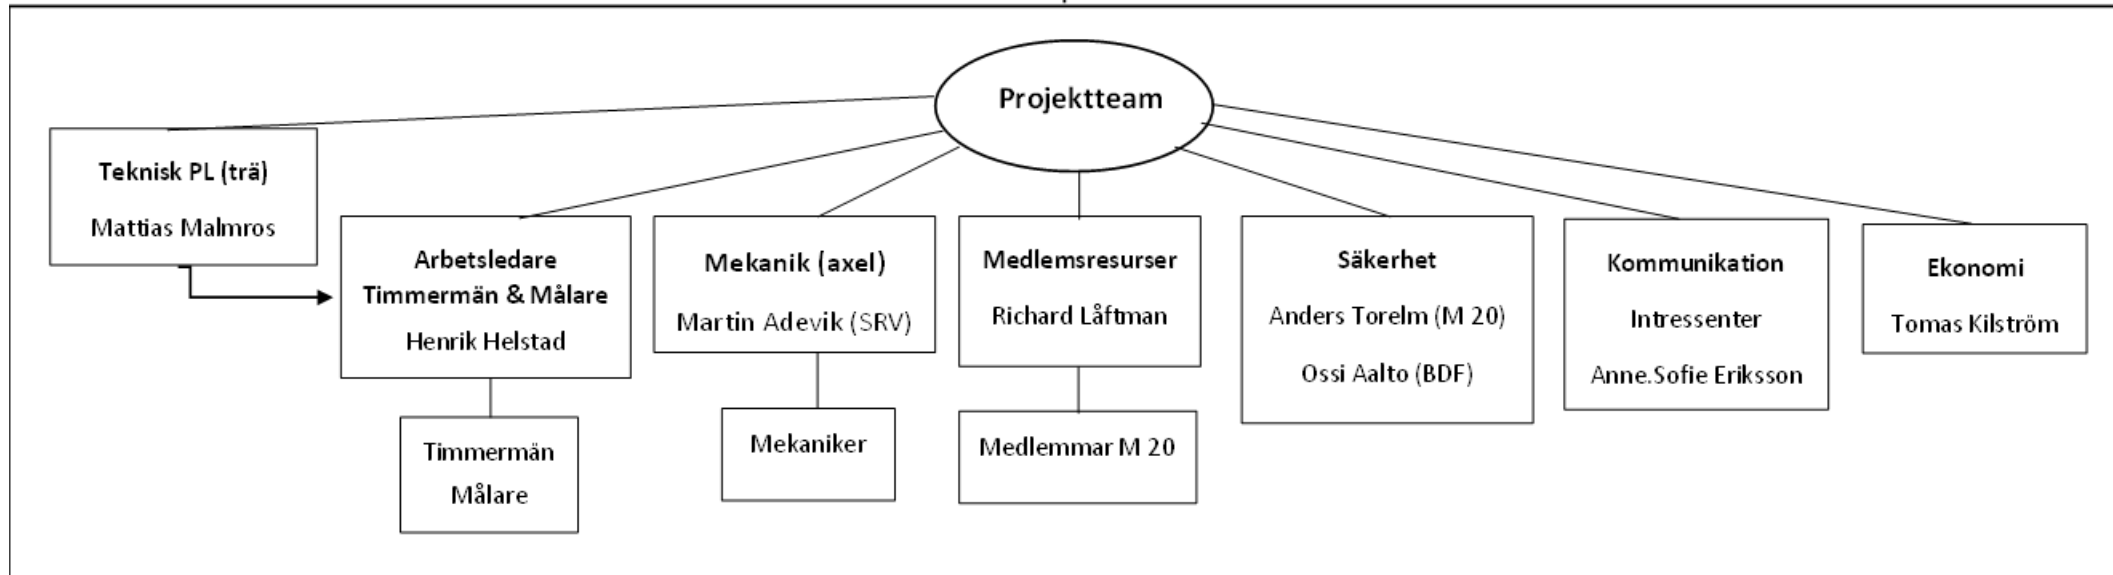 Projektteam
Teknisk PL (trä)
Mattias Malmros
Arbetsledare
Timmermän & Målare
Henrik Helstad
Timmermän
Målare
Mekanik (axel)
Martin Adevik (SRV)
Mekaniker
Medlemsresurser
Richard Låftman
Medlemmar M 20
Säkerhet
Anders Torelm (M 20)
Ossi Aalto (BDF)
Kommunikation
Intressenter
Anne.Sofie Eriksson
Ekonomi
Tomas Kilström